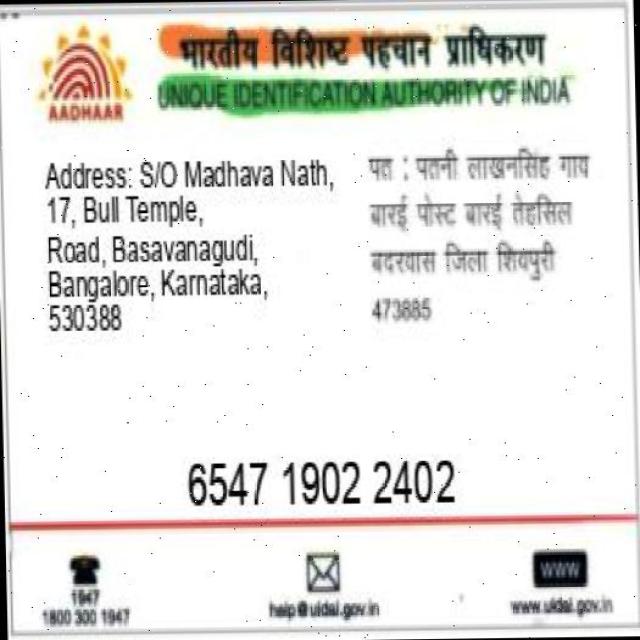 भारतीय विशिष्ट पहचान प्राधिकरण
UNIQUE IDENTIFICATION AUTHORITY OF INDIA
AADHAAR
Address: S/O Madhava Nath,
17, Bull Temple,
Road, Basavanagudi,
Bangalore, Karnataka,
530388
पत : पतनी लाखनसिंह गाव
बारई पोस्ट बारई तेहसिल
बदरवास जिला शिवपुरी
473885
6547 1902 2402
1947
1800 300 1947
help@uidai.gov.in
WWW
www.uidai.gov.in